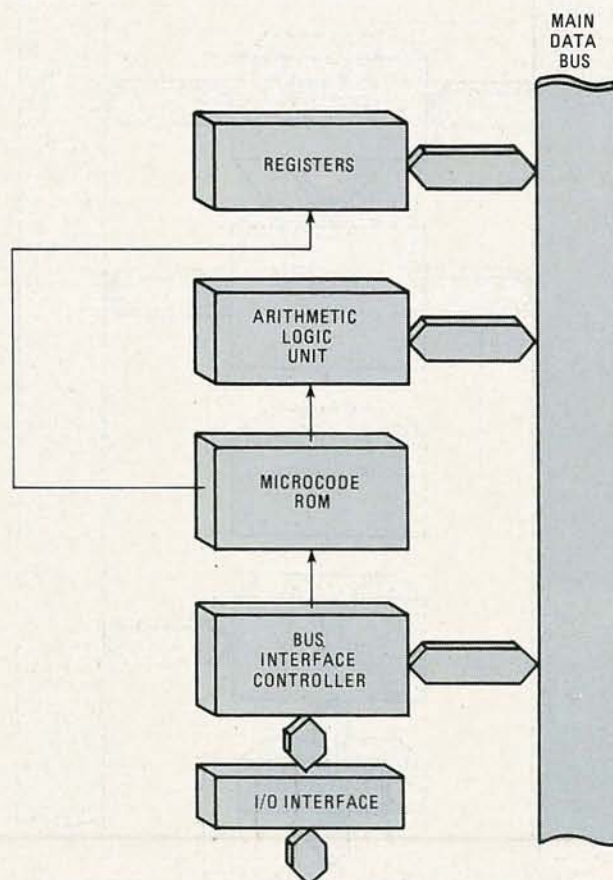 MAIN
DATA
BUS
REGISTERS
ARITHMETIC
LOGIC
UNIT
MICROCODE
ROM
BUS
INTERFACE
CONTROLLER
I/O INTERFACE